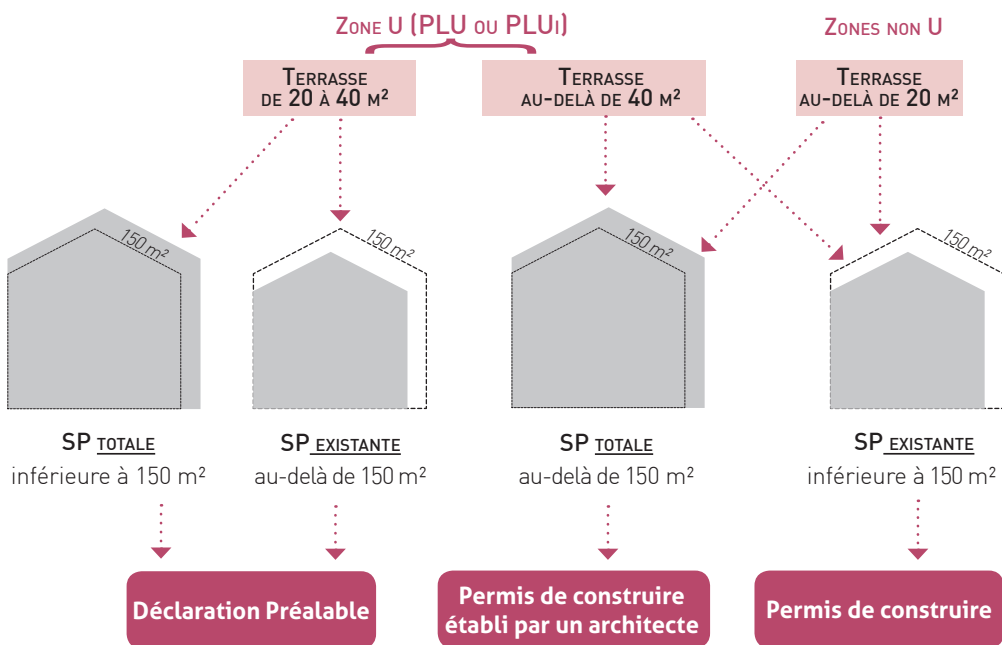 Zone U (PLU ou PLUi)
Zones non U
Terrasse
de 20 à 40 m²
Terrasse
au-delà de 40 m²
Terrasse
au-delà de 20 m²
150 m²
150 m²
150 m²
150 m²
SP totale
inférieure à 150 m²
SP existante
au-delà de 150 m²
SP totale
au-delà de 150 m²
SP existante
inférieure à 150 m²
Déclaration Préalable
Permis de construire
établi par un architecte
Permis de construire